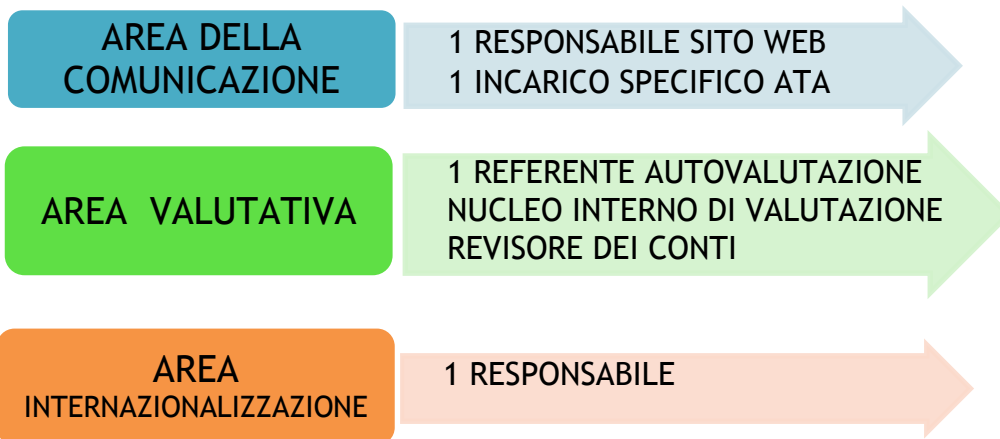 AREA DELLA
COMUNICAZIONE
1 RESPONSABILE SITO WEB
1 INCARICO SPECIFICO ATA
AREA VALUTATIVA
1 REFERENTE AUTOVALUTAZIONE
NUCLEO INTERNO DI VALUTAZIONE
REVISORE DEI CONTI
AREA
INTERNAZIONALIZZAZIONE
1 RESPONSABILE